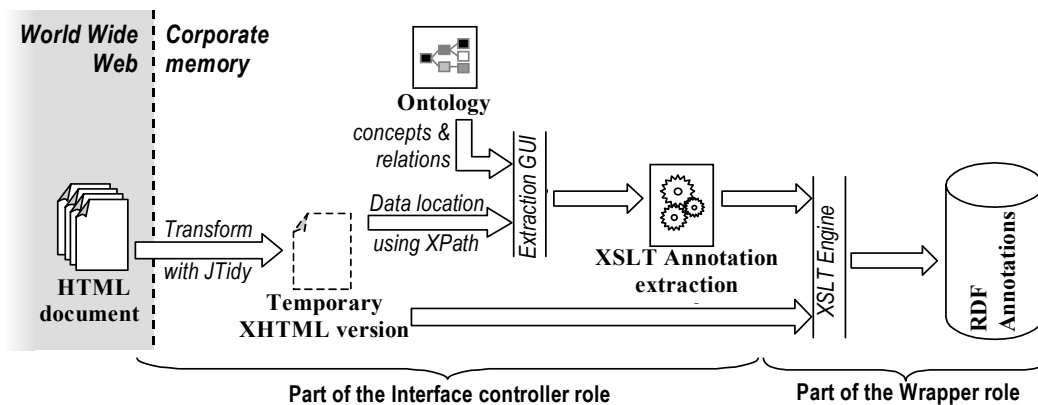 World Wide
Web
Corporate
memory
Ontology
concepts &
relations
Extraction GUI
Data location
using XPath
Transform
with JTidy
HTML
document
Temporary
XHTML version
XSLT Annotation
extraction
XSLT Engine
RDF
Annotations
Part of the Interface controller role
Part of the Wrapper role